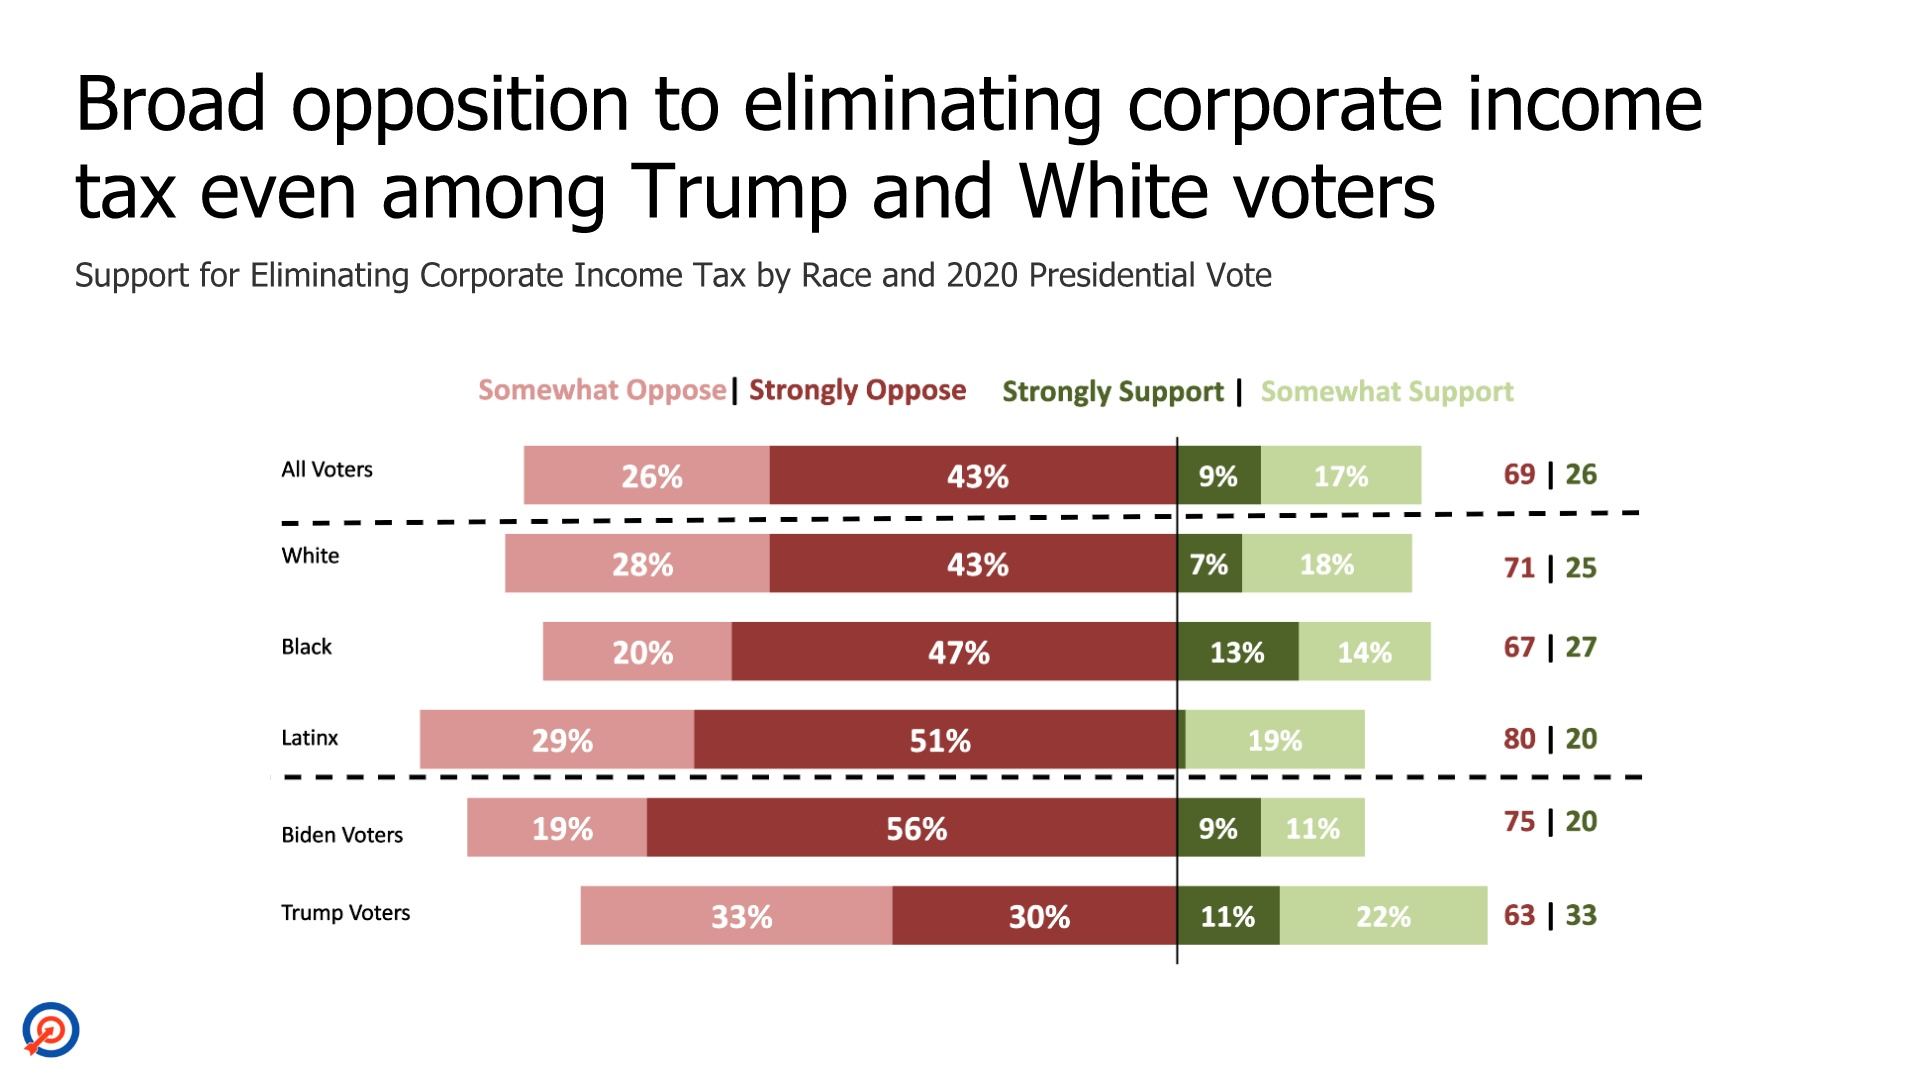 Broad opposition to eliminating corporate income
tax even among Trump and White voters
Support for Eliminating Corporate Income Tax by Race and 2020 Presidential Vote
Somewhat Oppose | Strongly Oppose Strongly Support | Somewhat Support
All Voters 26% 43% 9% 17% 69 | 26
White 28% 43% 7% 18% 71 | 25
Black 20% 47% 13% 14% 67 | 27
Latinx 29% 51% 19% 80 | 20
Biden Voters 19% 56% 9% 11% 75 | 20
Trump Voters 33% 30% 11% 22% 63 | 33